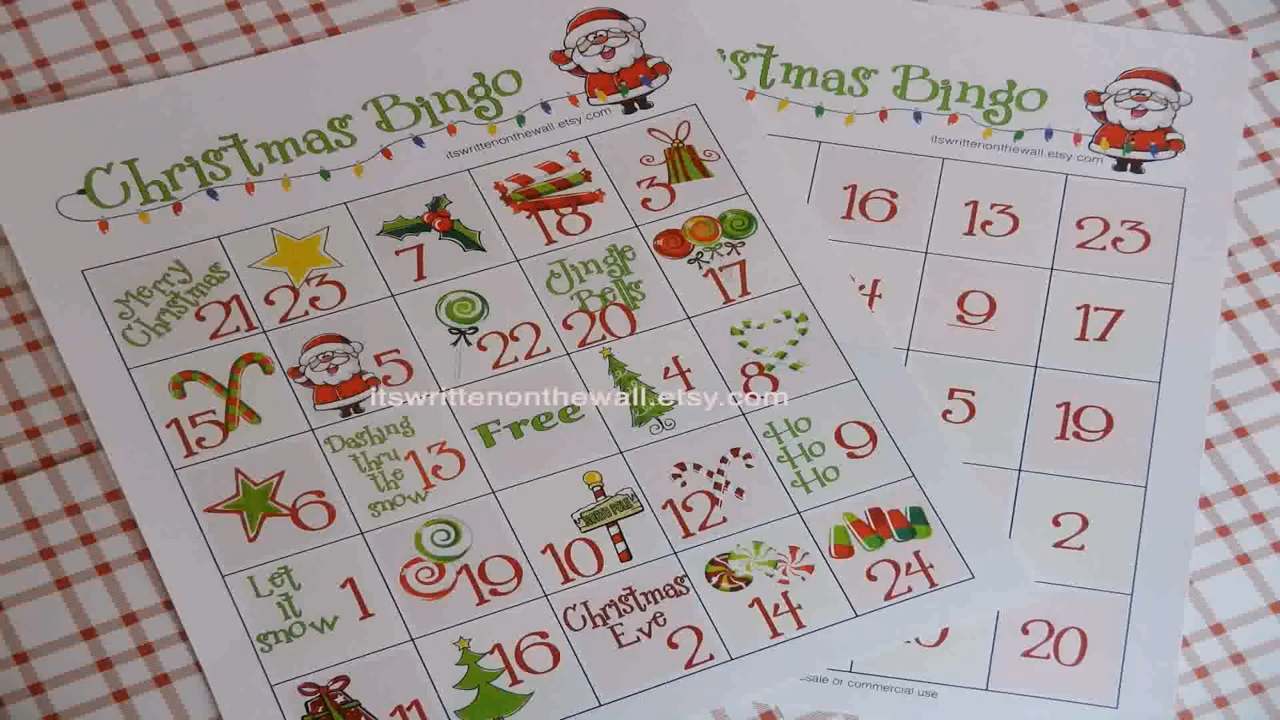 Christmas Bingo
itswrittenonthewall.etsy.com
Merry
Christmas
21
23
7
18
3
15
5
22
Jingle
Bells
20
17
6
Dashing
thru
the
snow
13
Free
4
8
Let
it
snow
1
19
10
12
Ho
Ho
Ho
9
11
16
Christmas
Eve
2
14
24
stmas Bingo
itswrittenonthewall.etsy.com
16
13
23
9
17
5
19
2
20
sale or commercial use
itswrittenonthewall.etsy.com